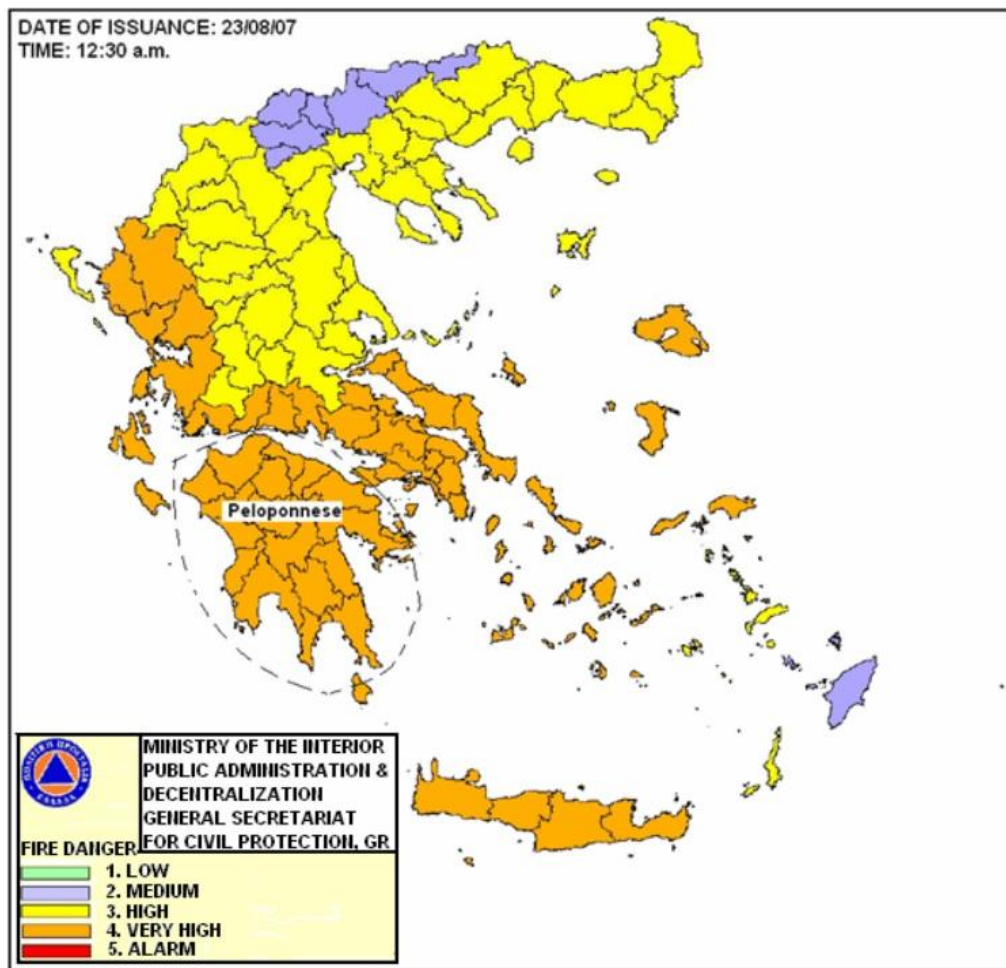 DATE OF ISSUANCE: 23/08/07
TIME: 12:30 a.m.
Peloponnese
MINISTRY OF THE INTERIOR
PUBLIC ADMINISTRATION &
DECENTRALIZATION
GENERAL SECRETARIAT
FOR CIVIL PROTECTION, GR
FIRE DANGER
1. LOW
2. MEDIUM
3. HIGH
4. VERY HIGH
5. ALARM